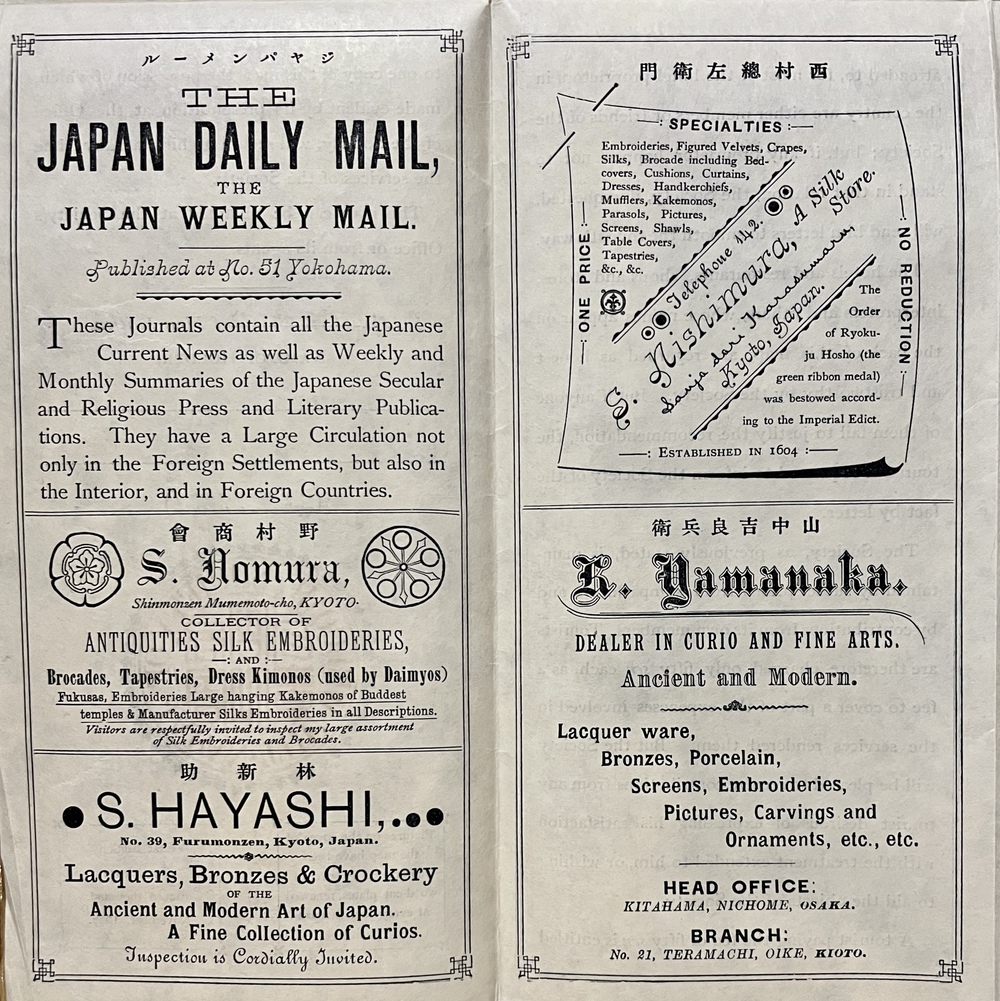 ジヤパンメール
THE
JAPAN DAILY MAIL,
THE
JAPAN WEEKLY MAIL.
Published at No. 51 Yokohama.
These Journals contain all the Japanese
Current News as well as Weekly and
Monthly Summaries of the Japanese Secular
and Religious Press and Literary Publica-
tions. They have a Large Circulation not
only in the Foreign Settlements, but also in
the Interior, and in Foreign Countries.
野村商會
S. Nomura,
Shinmonzen Mumemoto-cho, KYOTO.
COLLECTOR OF
ANTIQUITIES SILK EMBROIDERIES,
—: AND :—
Brocades, Tapestries, Dress Kimonos (used by Daimyos)
Fukusas, Embroideries Large hanging Kakemonos of Buddest
temples & Manufacturer Silks Embroideries in all Descriptions.
Visitors are respectfully invited to inspect my large assortment
of Silk Embroideries and Brocades.
林新助
S. HAYASHI,
No. 39, Furumonzen, Kyoto, Japan.
Lacquers, Bronzes & Crockery
OF THE
Ancient and Modern Art of Japan.
A Fine Collection of Curios.
Inspection is Cordially Invited.
西村總左衛門
—: SPECIALTIES :—
Embroideries, Figured Velvets, Crapes,
Silks, Brocade including Bed-
covers, Cushions, Curtains,
Dresses, Handkerchiefs,
Mufflers, Kakemonos,
Parasols, Pictures,
Screens, Shawls,
Table Covers,
Tapestries,
&c., &c.
—: ONE PRICE :—
Telephone 142.
S. Nishimura, A Silk Store.
Sanjo dori Karasumaru,
Kyoto, Japan.
—: NO REDUCTION :—
The
Order
of Ryoku-
ju Hosho (the
green ribbon medal)
was bestowed accord-
ing to the Imperial Edict.
—: ESTABLISHED IN 1604 :—
山中吉良兵衛
R. Yamanaka.
DEALER IN CURIO AND FINE ARTS.
Ancient and Modern.
Lacquer ware,
Bronzes, Porcelain,
Screens, Embroideries,
Pictures, Carvings and
Ornaments, etc., etc.
HEAD OFFICE:
KITAHAMA, NICHOME, OSAKA.
BRANCH:
No. 21, TERAMACHI, OIKE, KIOTO.